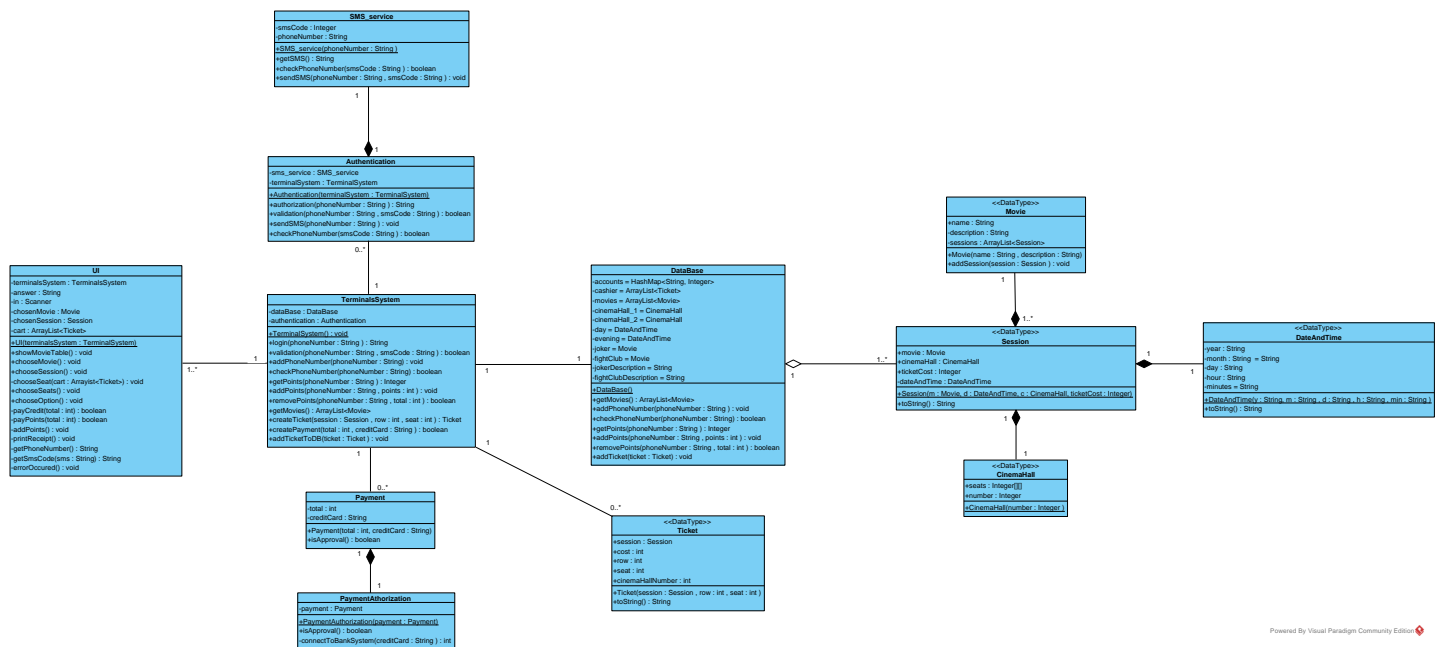 SMS_service
-smsCode : Integer
-phoneNumber : String
+SMS_service(phoneNumber : String )
+getSMS() : String
+checkPhoneNumber(smsCode : String ) : boolean
+sendSMS(phoneNumber : String , smsCode : String ) : void
1
1
Authentication
-sms_service : SMS_service
-terminalSystem : TerminalSystem
+Authentication(terminalSystem : TerminalSystem)
+authorization(phoneNumber : String ) : String
+validation(phoneNumber : String , smsCode : String ) : boolean
+sendSMS(phoneNumber : String ) : void
+checkPhoneNumber(smsCode : String ) : boolean
0..*
1
UI
-terminalsSystem : TerminalsSystem
-answer : String
-in : Scanner
-chosenMovie : Movie
-chosenSession : Session
-cart : ArrayList<Ticket>
+UI(terminalsSystem : TerminalSystem)
+showMovieTable() : void
+chooseMovie() : void
+chooseSession() : void
-chooseSeat(cart : Arraylist<Ticket>) : void
+chooseSeats() : void
+chooseOption() : void
-payCredit(total : int) : boolean
-payPoints(total : int) : boolean
-addPoints() : void
-printReceipt() : void
-getPhoneNumber() : String
-getSmsCode(sms : String) : String
-errorOccured() : void
1..*
1
TerminalsSystem
-dataBase : DataBase
-authentication : Authentication
+TerminalSystem() : void
+login(phoneNumber : String ) : String
+validation(phoneNumber : String , smsCode : String ) : boolean
+addPhoneNumber(phoneNumber : String) : void
+checkPhoneNumber(phoneNumber : String) : boolean
+getPoints(phoneNumber : String ) : Integer
+addPoints(phoneNumber : String , points : int ) : void
+removePoints(phoneNumber : String , total : int ) : boolean
+getMovies() : ArrayList<Movie>
+createTicket(session : Session , row : int , seat : int ) : Ticket
+createPayment(total : int , creditCard : String ) : boolean
+addTicketToDB(ticket : Ticket ) : void
1
1
DataBase
-accounts = HashMap<String, Integer>
-cashier = ArrayList<Ticket>
-movies = ArrayList<Movie>
-cinemaHall_1 = CinemaHall
-cinemaHall_2 = CinemaHall
-day = DateAndTime
-evening = DateAndTime
-joker = Movie
-fightClub = Movie
-jokerDescription = String
-fightClubDescription = String
+DataBase()
+getMovies() : ArrayList<Movie>
+addPhoneNumber(phoneNumber : String ) : void
+checkPhoneNumber(phoneNumber : String) : boolean
+getPoints(phoneNumber : String ) : Integer
+addPoints(phoneNumber : String , points : int ) : void
+removePoints(phoneNumber : String , total : int ) : boolean
+addTicket(ticket : Ticket) : void
1
1..*
<<DataType>>
Movie
+name : String
-description : String
-sessions : ArrayList<Session>
+Movie(name : String , description : String)
+addSession(session : Session ) : void
1
1..*
<<DataType>>
Session
+movie : Movie
+cinemaHall : CinemaHall
+ticketCost : Integer
-dateAndTime : DateAndTime
+Session(m : Movie, d : DateAndTime, c : CinemaHall, ticketCost : Integer)
+toString() : String
1
1
<<DataType>>
DateAndTime
-year : String
-month : String = String
-day : String
-hour : String
-minutes = String
+DateAndTime(y : String, m : String , d : String , h : String , min : String )
+toString() : String
1
1
<<DataType>>
CinemaHall
+seats : Integer[][]
+number : Integer
+CinemaHall(number : Integer )
1
0..*
Payment
-total : int
-creditCard : String
+Payment(total : int, creditCard : String)
+isApproval() : boolean
1
1
PaymentAthorization
-payment : Payment
+PaymentAuthorization(payment : Payment)
+isApproval() : boolean
-connectToBankSystem(creditCard : String ) : int
1
0..*
<<DataType>>
Ticket
+session : Session
+cost : int
+row : int
+seat : int
+cinemaHallNumber : int
+Ticket(session : Session , row : int , seat : int )
+toString() : String
Powered By Visual Paradigm Community Edition